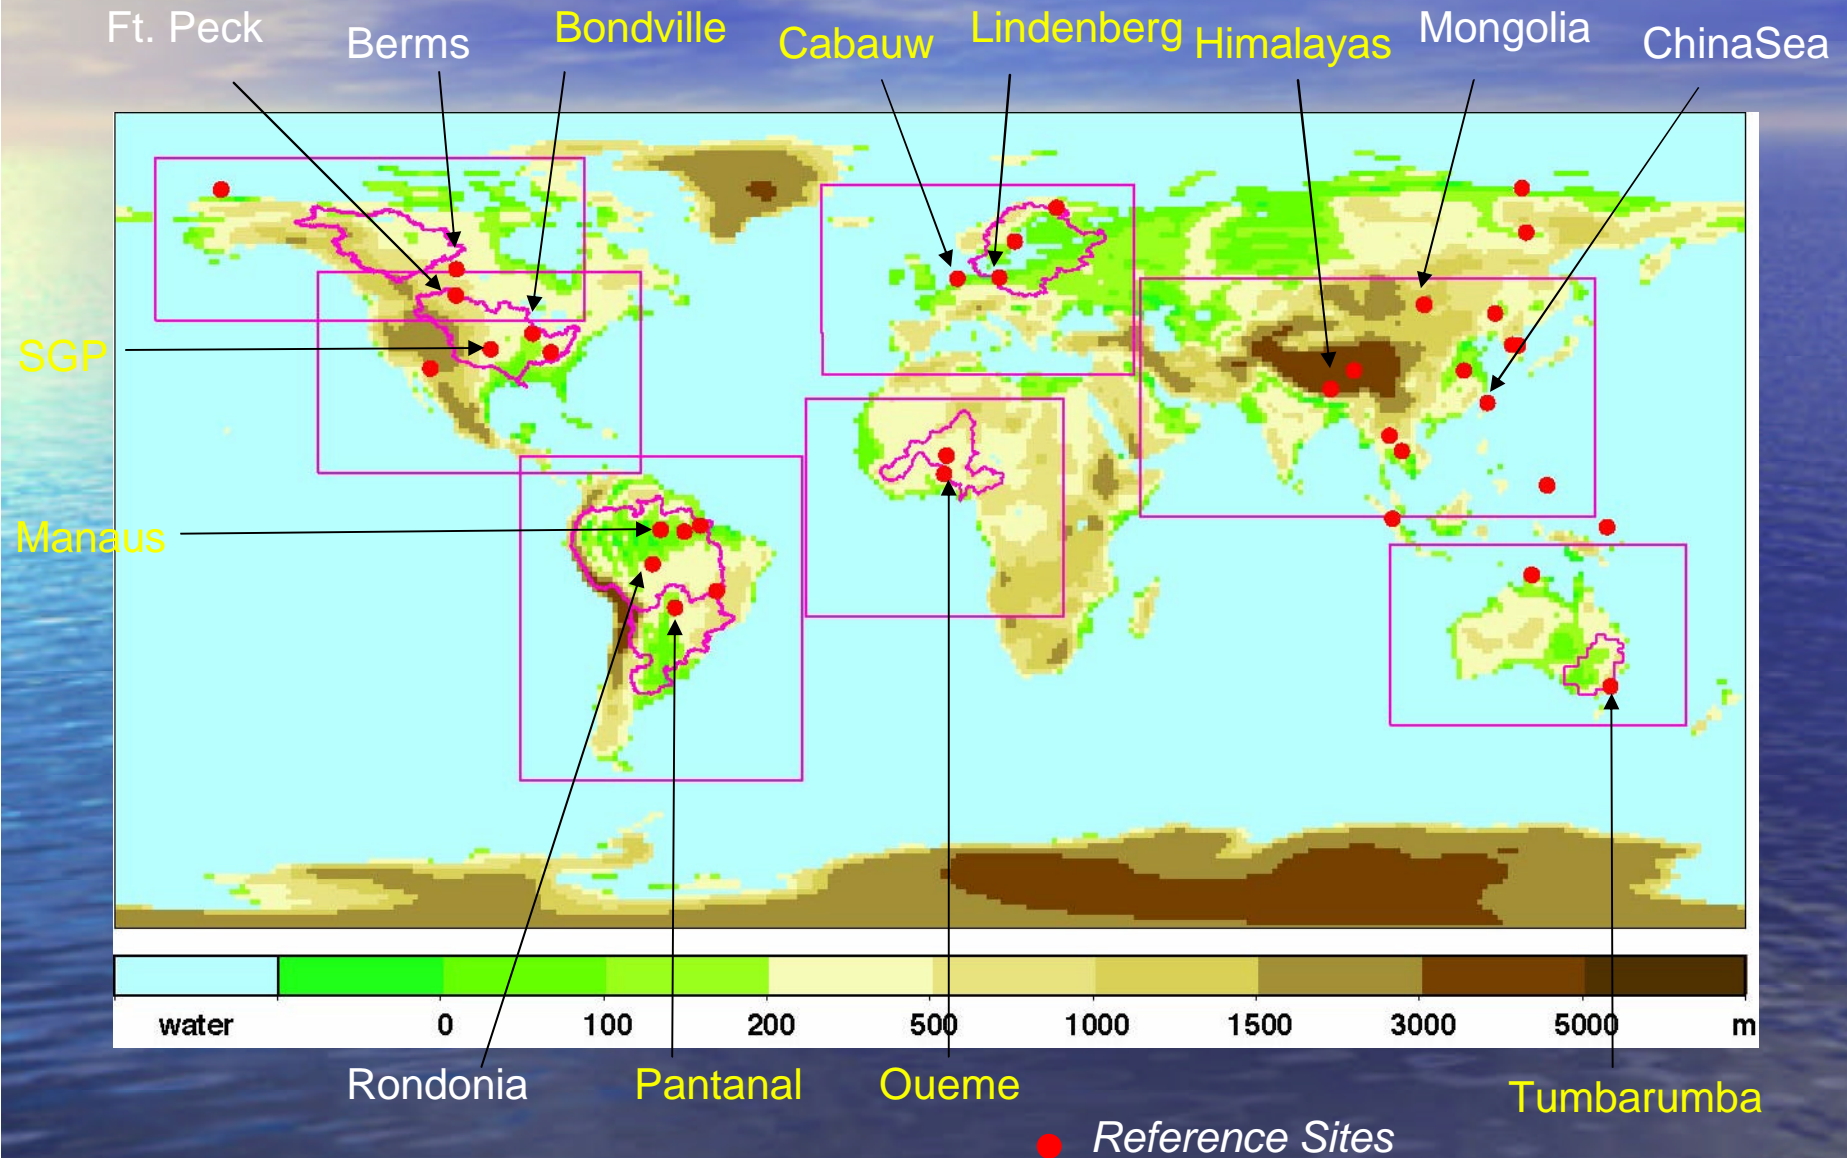 Ft. Peck
Berms
Bondville
Cabauw
Lindenberg
Himalayas
Mongolia
ChinaSea
SGP
Manaus
water 0 100 200 500 1000 1500 3000 5000 m
Rondonia
Pantanal
Oueme
Tumbarumba
Reference Sites